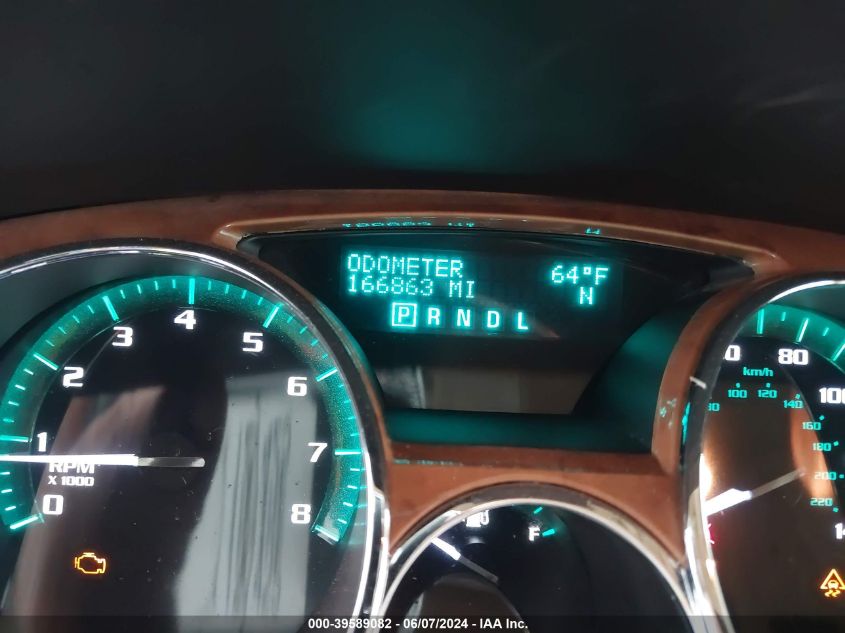 ODOMETER
166863 MI
64°F
N
P R N D L
0 1 2 3 4 5 6 7 8
RPM
X 1000
F
80
km/h
100 120 140 160 180 200 220
000-39589082 - 06/07/2024 - IAA Inc.